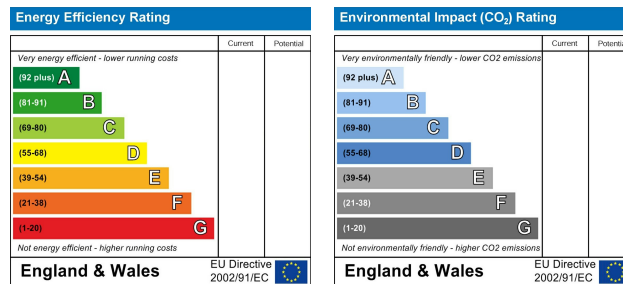 Energy Efficiency Rating
Current Potential
Very energy efficient - lower running costs
(92 plus) A
(81-91) B
(69-80) C
(55-68) D
(39-54) E
(21-38) F
(1-20) G
Not energy efficient - higher running costs
England & Wales
EU Directive
2002/91/EC
Environmental Impact (CO₂) Rating
Current Potential
Very environmentally friendly - lower CO2 emissions
(92 plus) A
(81-91) B
(69-80) C
(55-68) D
(39-54) E
(21-38) F
(1-20) G
Not environmentally friendly - higher CO2 emissions
England & Wales
EU Directive
2002/91/EC